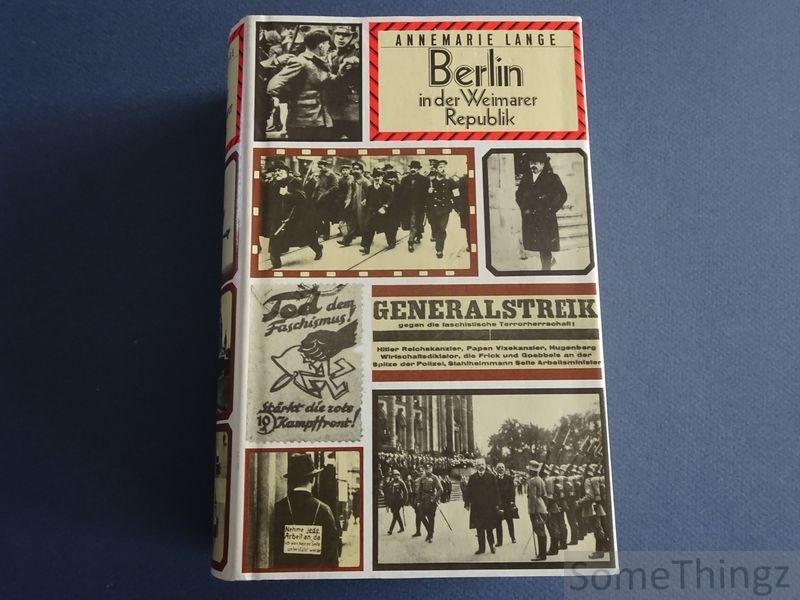 ANNEMARIE LANGE
Berlin
in der Weimarer
Republik
Tod dem
Faschismus!
Stärkt die rote
Kampffront!
GENERALSTREIK
gegen die faschistische Terrorherrschaft!
Hitler Reichskanzler, Papen Vizekanzler, Hugenberg
Wirtschaftsdiktator, die Frick und Goebbels an der
Spitze der Polizei, Stahlhelmmann Selte Arbeitsminister
Nehme jede
Arbeit an, da
SomeThingz